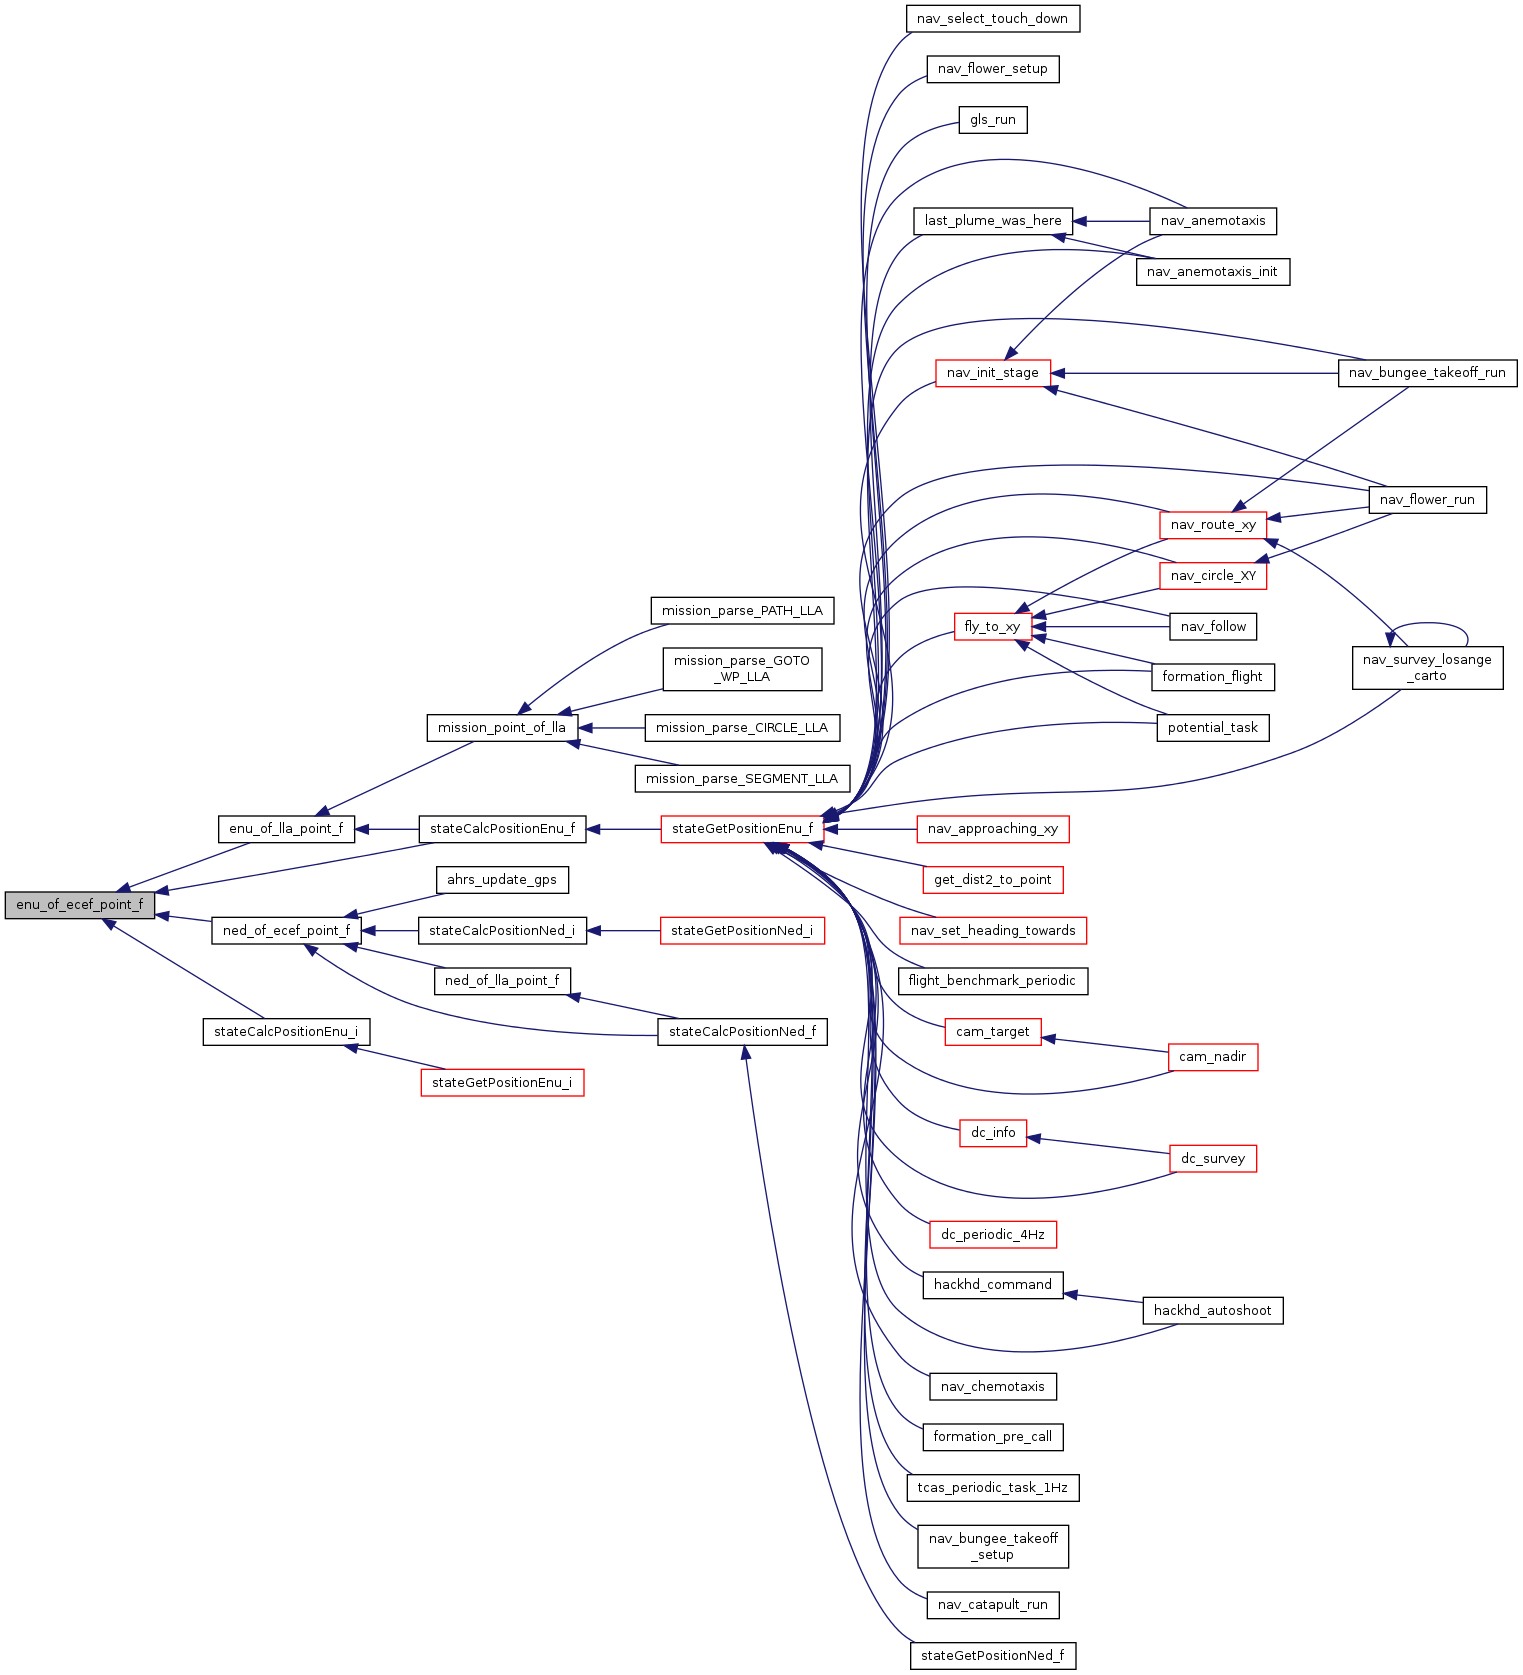 nav_select_touch_down
nav_flower_setup
gls_run
last_plume_was_here
nav_anemotaxis
nav_anemotaxis_init
nav_init_stage
nav_bungee_takeoff_run
nav_flower_run
nav_route_xy
nav_circle_XY
fly_to_xy
nav_follow
nav_survey_losange
_carto
formation_flight
potential_task
mission_parse_PATH_LLA
mission_parse_GOTO
_WP_LLA
mission_point_of_lla
mission_parse_CIRCLE_LLA
mission_parse_SEGMENT_LLA
enu_of_lla_point_f
stateCalcPositionEnu_f
stateGetPositionEnu_f
nav_approaching_xy
get_dist2_to_point
enu_of_ecef_point_f
ahrs_update_gps
ned_of_ecef_point_f
stateCalcPositionNed_i
stateGetPositionNed_i
nav_set_heading_towards
ned_of_lla_point_f
flight_benchmark_periodic
stateCalcPositionEnu_i
stateCalcPositionNed_f
cam_target
cam_nadir
stateGetPositionEnu_i
dc_info
dc_survey
dc_periodic_4Hz
hackhd_command
hackhd_autoshoot
nav_chemotaxis
formation_pre_call
tcas_periodic_task_1Hz
nav_bungee_takeoff
_setup
nav_catapult_run
stateGetPositionNed_f